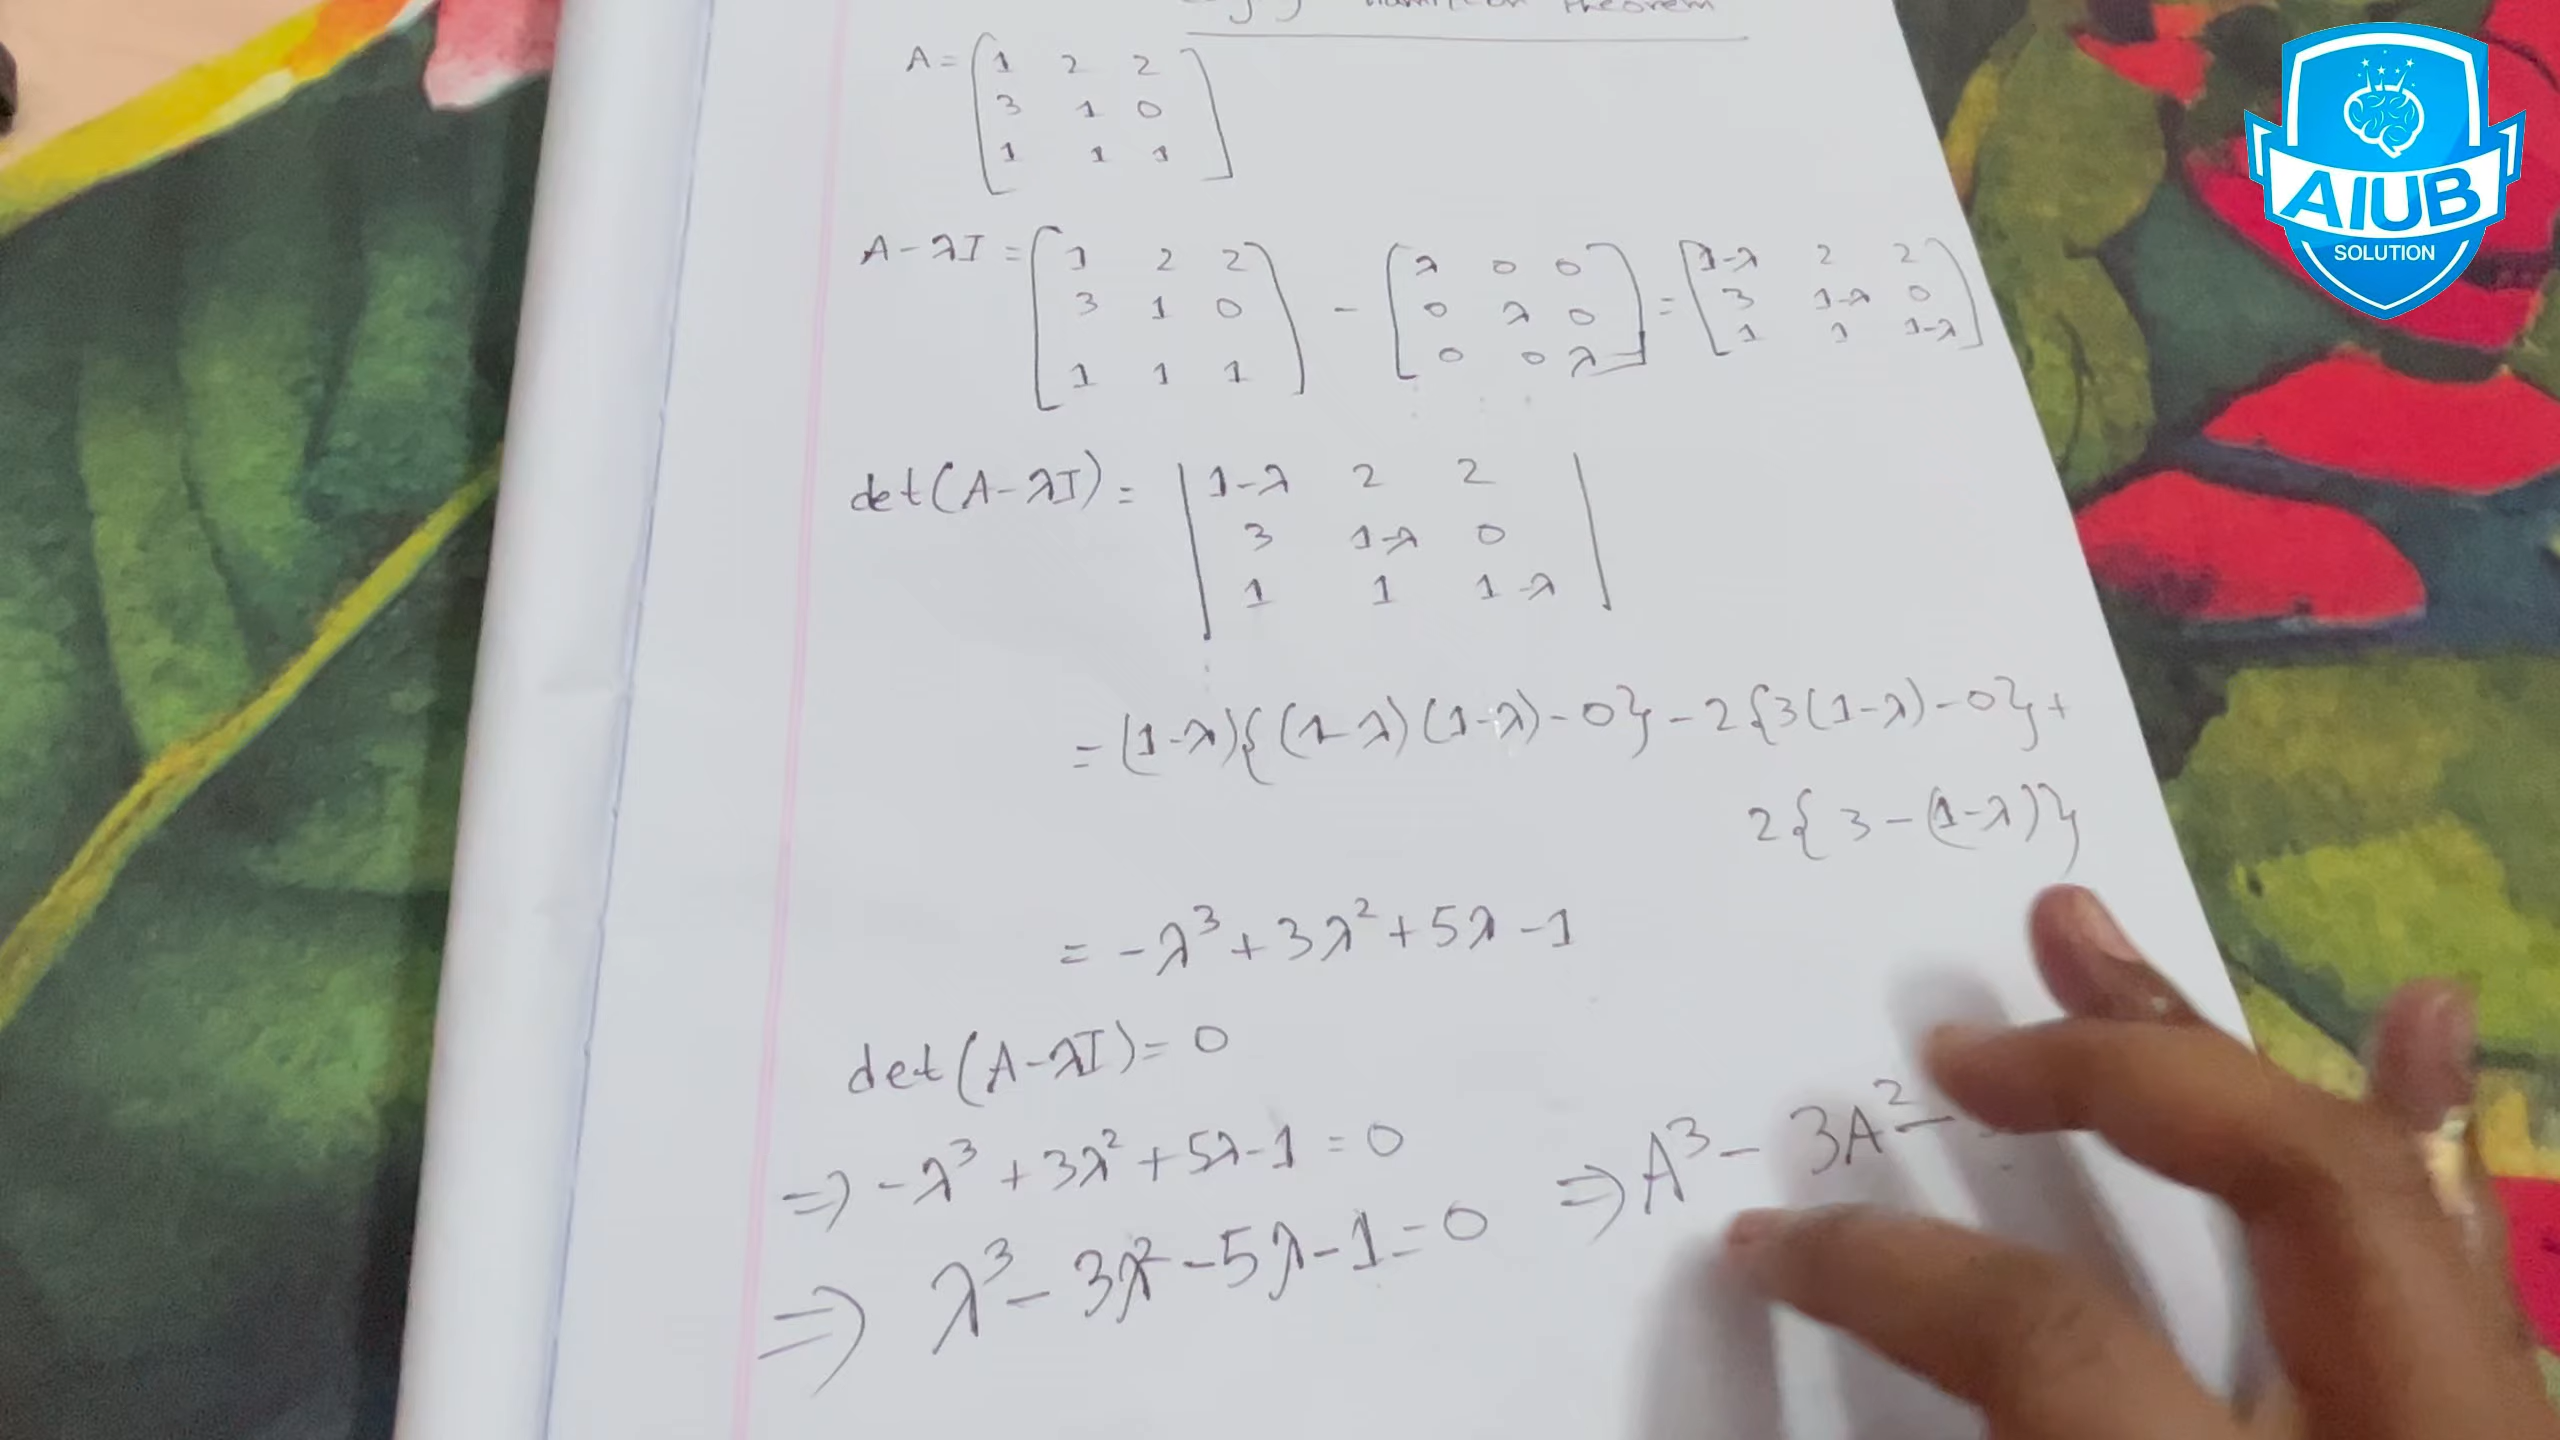 Hamilton Theorem
A = [1 2 2
3 1 0
1 1 1]
A - λI = [1 2 2 - [λ 0 0 = [1-λ 2 2
3 1 0] 0 λ 0] 3 1-λ 0]
1 1 1 0 0 λ 1 1 1-λ
det(A-λI) = | 1-λ 2 2 |
3 1-λ 0
1 1 1-λ
= (1-λ){(1-λ)(1-λ)-0} - 2{3(1-λ)-0} +
2{3-(1-λ)}
= -λ³ + 3λ² + 5λ - 1
det(A-λI) = 0
⇒ -λ³ + 3λ² + 5λ - 1 = 0
⇒ λ³ - 3λ² - 5λ - 1 = 0
⇒ A³ - 3A² -
AIUB
SOLUTION